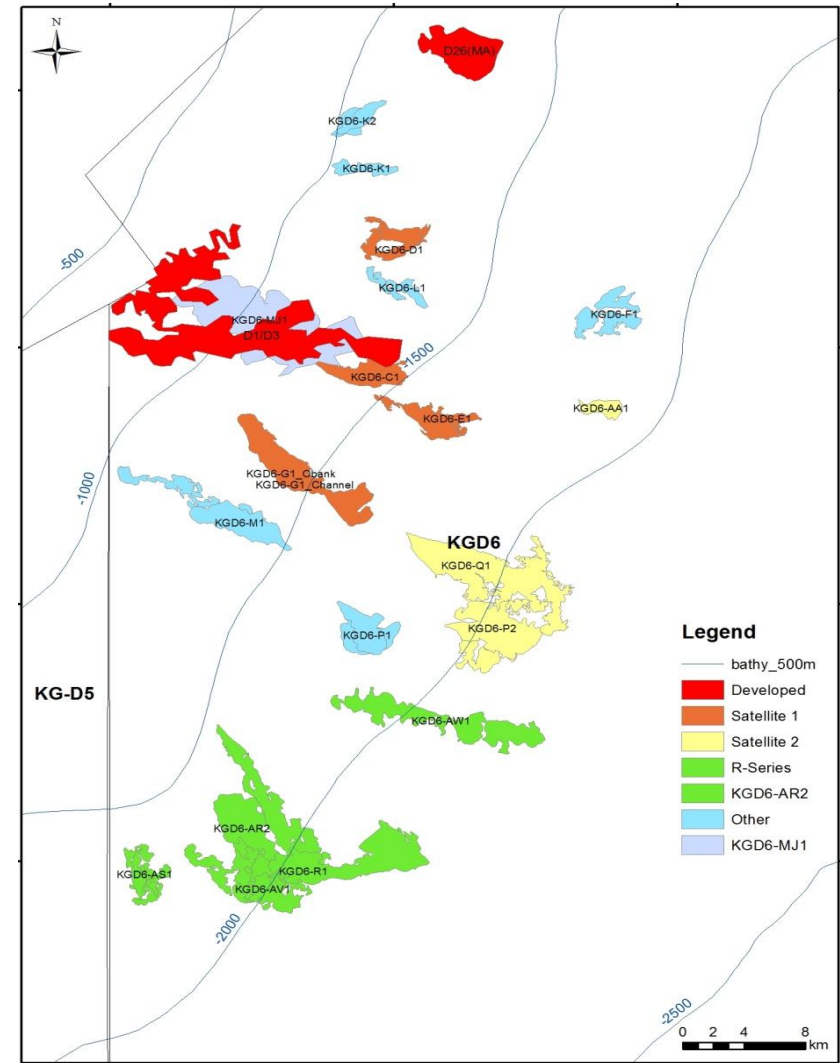 N
D26(MA)
KGD6-K2
KGD6-K1
-500
KGD6-D1
KGD6-L1
KGD6-F1
KGD6-MJ1
D1/D3
-1500
KGD6-C1
KGD6-AA1
KGD6-E1
KGD6-G1_Obank
KGD6-G1_Channel
-1000
KGD6-M1
KGD6
KGD6-Q1
KGD6-P2
KGD6-P1
KG-D5
KGD6-AW1
KGD6-AR2
KGD6-R1
KGD6-AS1
KGD6-AV1
-2000
-2500
Legend
bathy_500m
Developed
Satellite 1
Satellite 2
R-Series
KGD6-AR2
Other
KGD6-MJ1
0 2 4 8
km